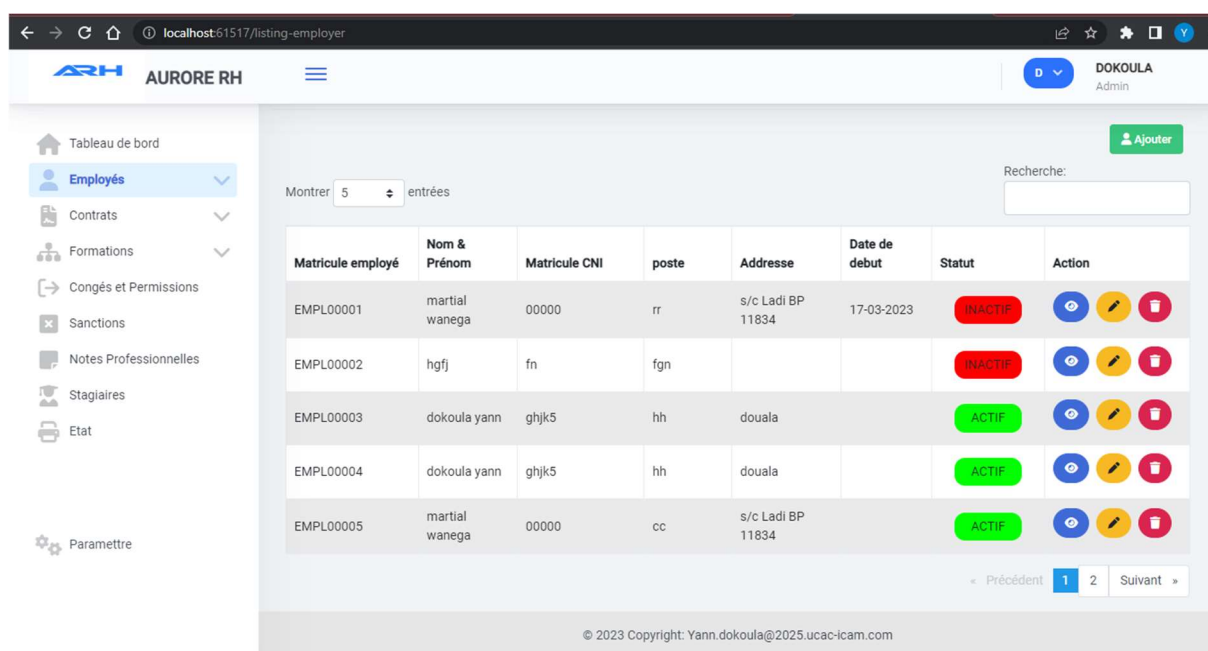 localhost:61517/listing-employer
Y
ARH AURORE RH
D
DOKOULA
Admin
Tableau de bord
Employés
Contrats
Formations
Congés et Permissions
Sanctions
Notes Professionnelles
Stagiaires
Etat
Paramettre
Ajouter
Montrer 5 entrées
Recherche:
Matricule employé Nom & Prénom Matricule CNI poste Addresse Date de debut Statut Action
EMPL00001 martial wanega 00000 rr s/c Ladi BP 11834 17-03-2023 INACTIF
EMPL00002 hgfj fn fgn INACTIF
EMPL00003 dokoula yann ghjk5 hh douala ACTIF
EMPL00004 dokoula yann ghjk5 hh douala ACTIF
EMPL00005 martial wanega 00000 cc s/c Ladi BP 11834 ACTIF
« Précédent 1 2 Suivant »
© 2023 Copyright: Yann.dokoula@2025.ucac-icam.com